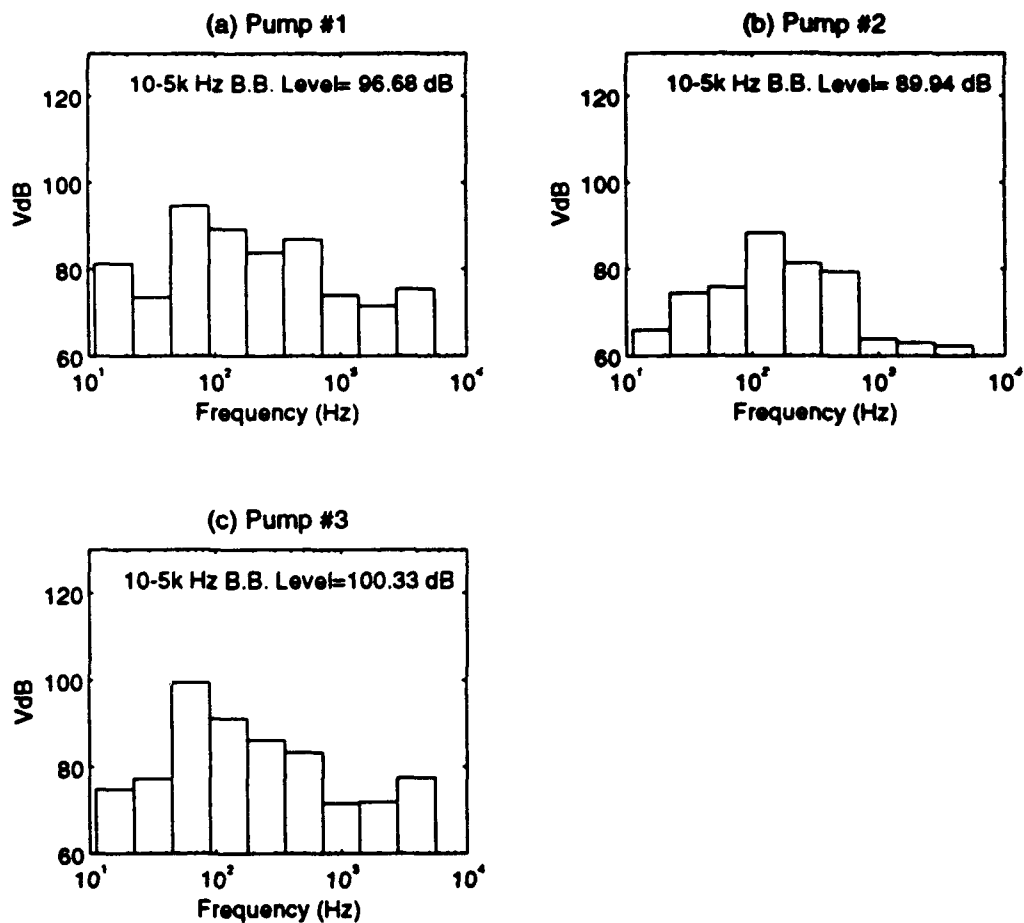 (a) Pump #1
10-5k Hz B.B. Level= 96.68 dB
VdB
120
100
80
60
10¹ 10² 10³ 10⁴
Frequency (Hz)
(b) Pump #2
10-5k Hz B.B. Level= 89.94 dB
VdB
120
100
80
60
10¹ 10² 10³ 10⁴
Frequency (Hz)
(c) Pump #3
10-5k Hz B.B. Level=100.33 dB
VdB
120
100
80
60
10¹ 10² 10³ 10⁴
Frequency (Hz)